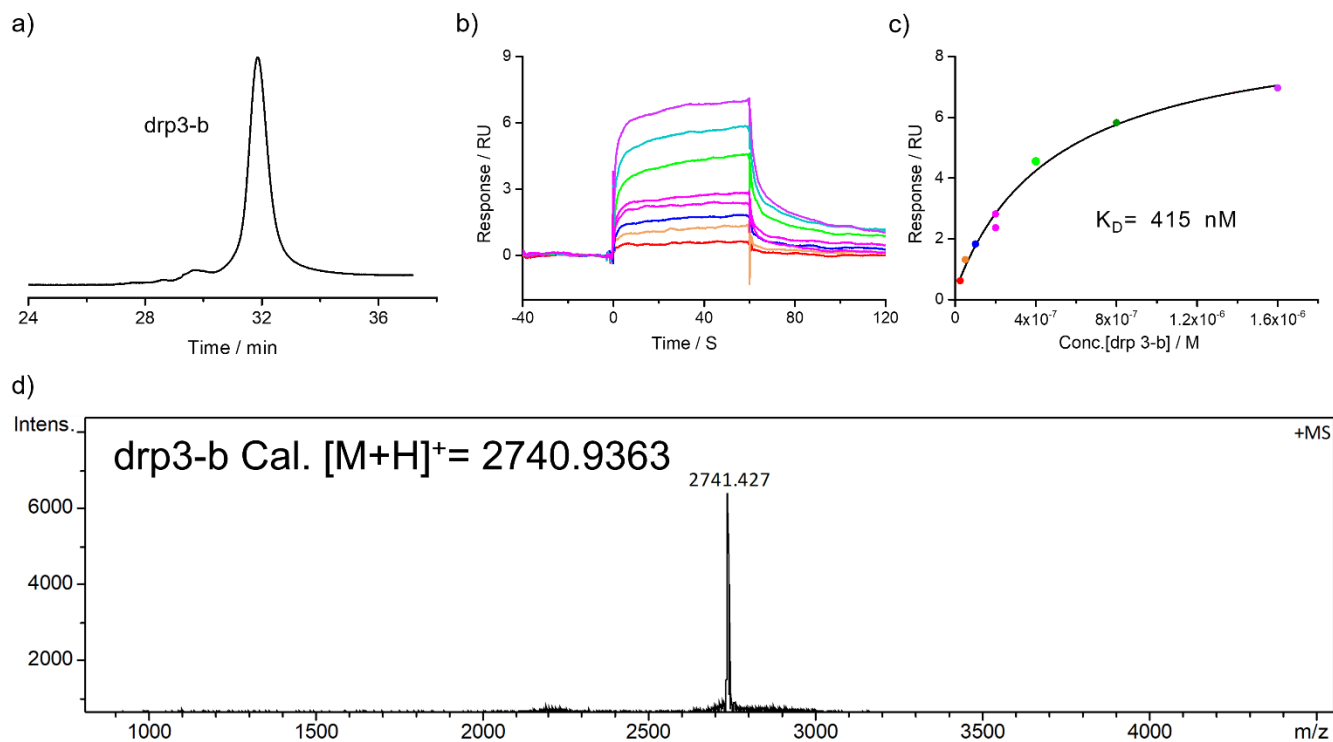 a)
drp3-b
24 28 32 36
Time / min
b)
9
6
3
0
Response / RU
-40 0 40 80 120
Time / S
c)
8
6
4
2
0
Response / RU
K_D= 415 nM
0 4x10⁻⁷ 8x10⁻⁷ 1.2x10⁻⁶ 1.6x10⁻⁶
Conc.[drp 3-b] / M
d)
Intens.
+MS
drp3-b Cal. [M+H]⁺= 2740.9363
2741.427
6000
4000
2000
1000 1500 2000 2500 3000 3500 4000 m/z